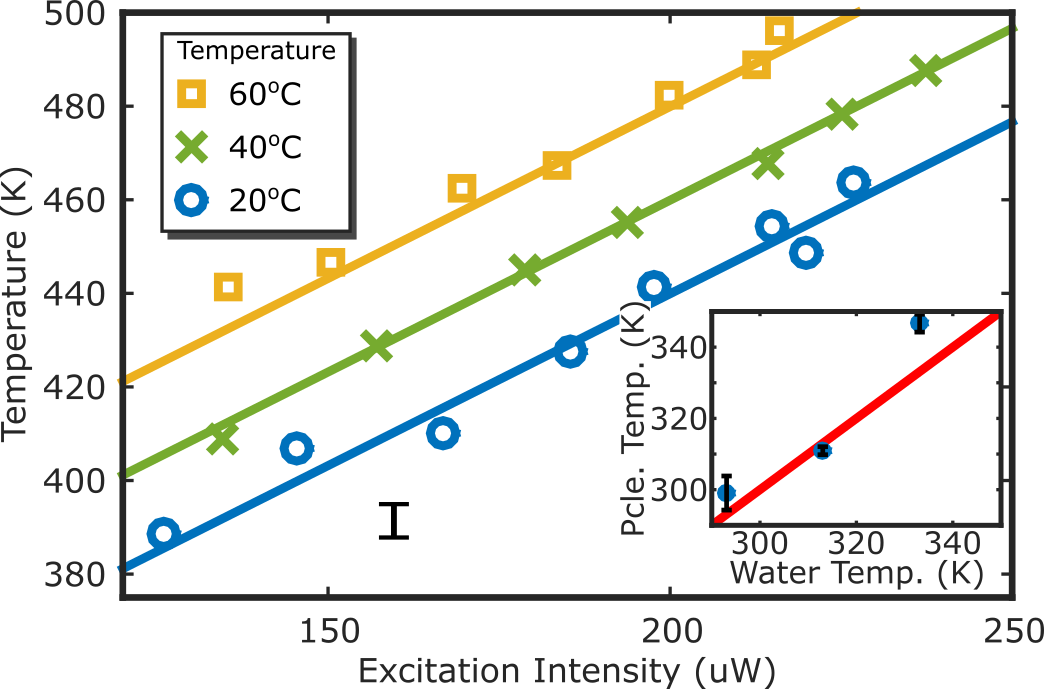 500
480
460
440
420
400
380
Temperature (K)
Temperature
60°C
40°C
20°C
150
200
250
Excitation Intensity (uW)
340
320
300
Pcle. Temp. (K)
300
320
340
Water Temp. (K)